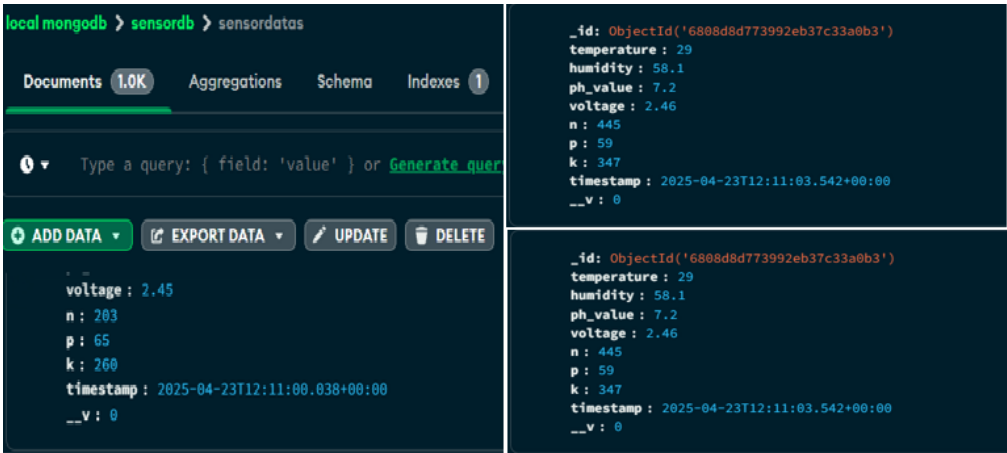 local mongodb > sensordb > sensordatas
Documents 1.0K Aggregations Schema Indexes 1
Type a query: { field: 'value' } or Generate quer
ADD DATA EXPORT DATA UPDATE DELETE
voltage : 2.45
n : 203
p : 65
k : 260
timestamp : 2025-04-23T12:11:00.038+00:00
__v : 0
_id: ObjectId('6808d8d773992eb37c33a0b3')
temperature : 29
humidity : 58.1
ph_value : 7.2
voltage : 2.46
n : 445
p : 59
k : 347
timestamp : 2025-04-23T12:11:03.542+00:00
__v : 0
_id: ObjectId('6808d8d773992eb37c33a0b3')
temperature : 29
humidity : 58.1
ph_value : 7.2
voltage : 2.46
n : 445
p : 59
k : 347
timestamp : 2025-04-23T12:11:03.542+00:00
__v : 0